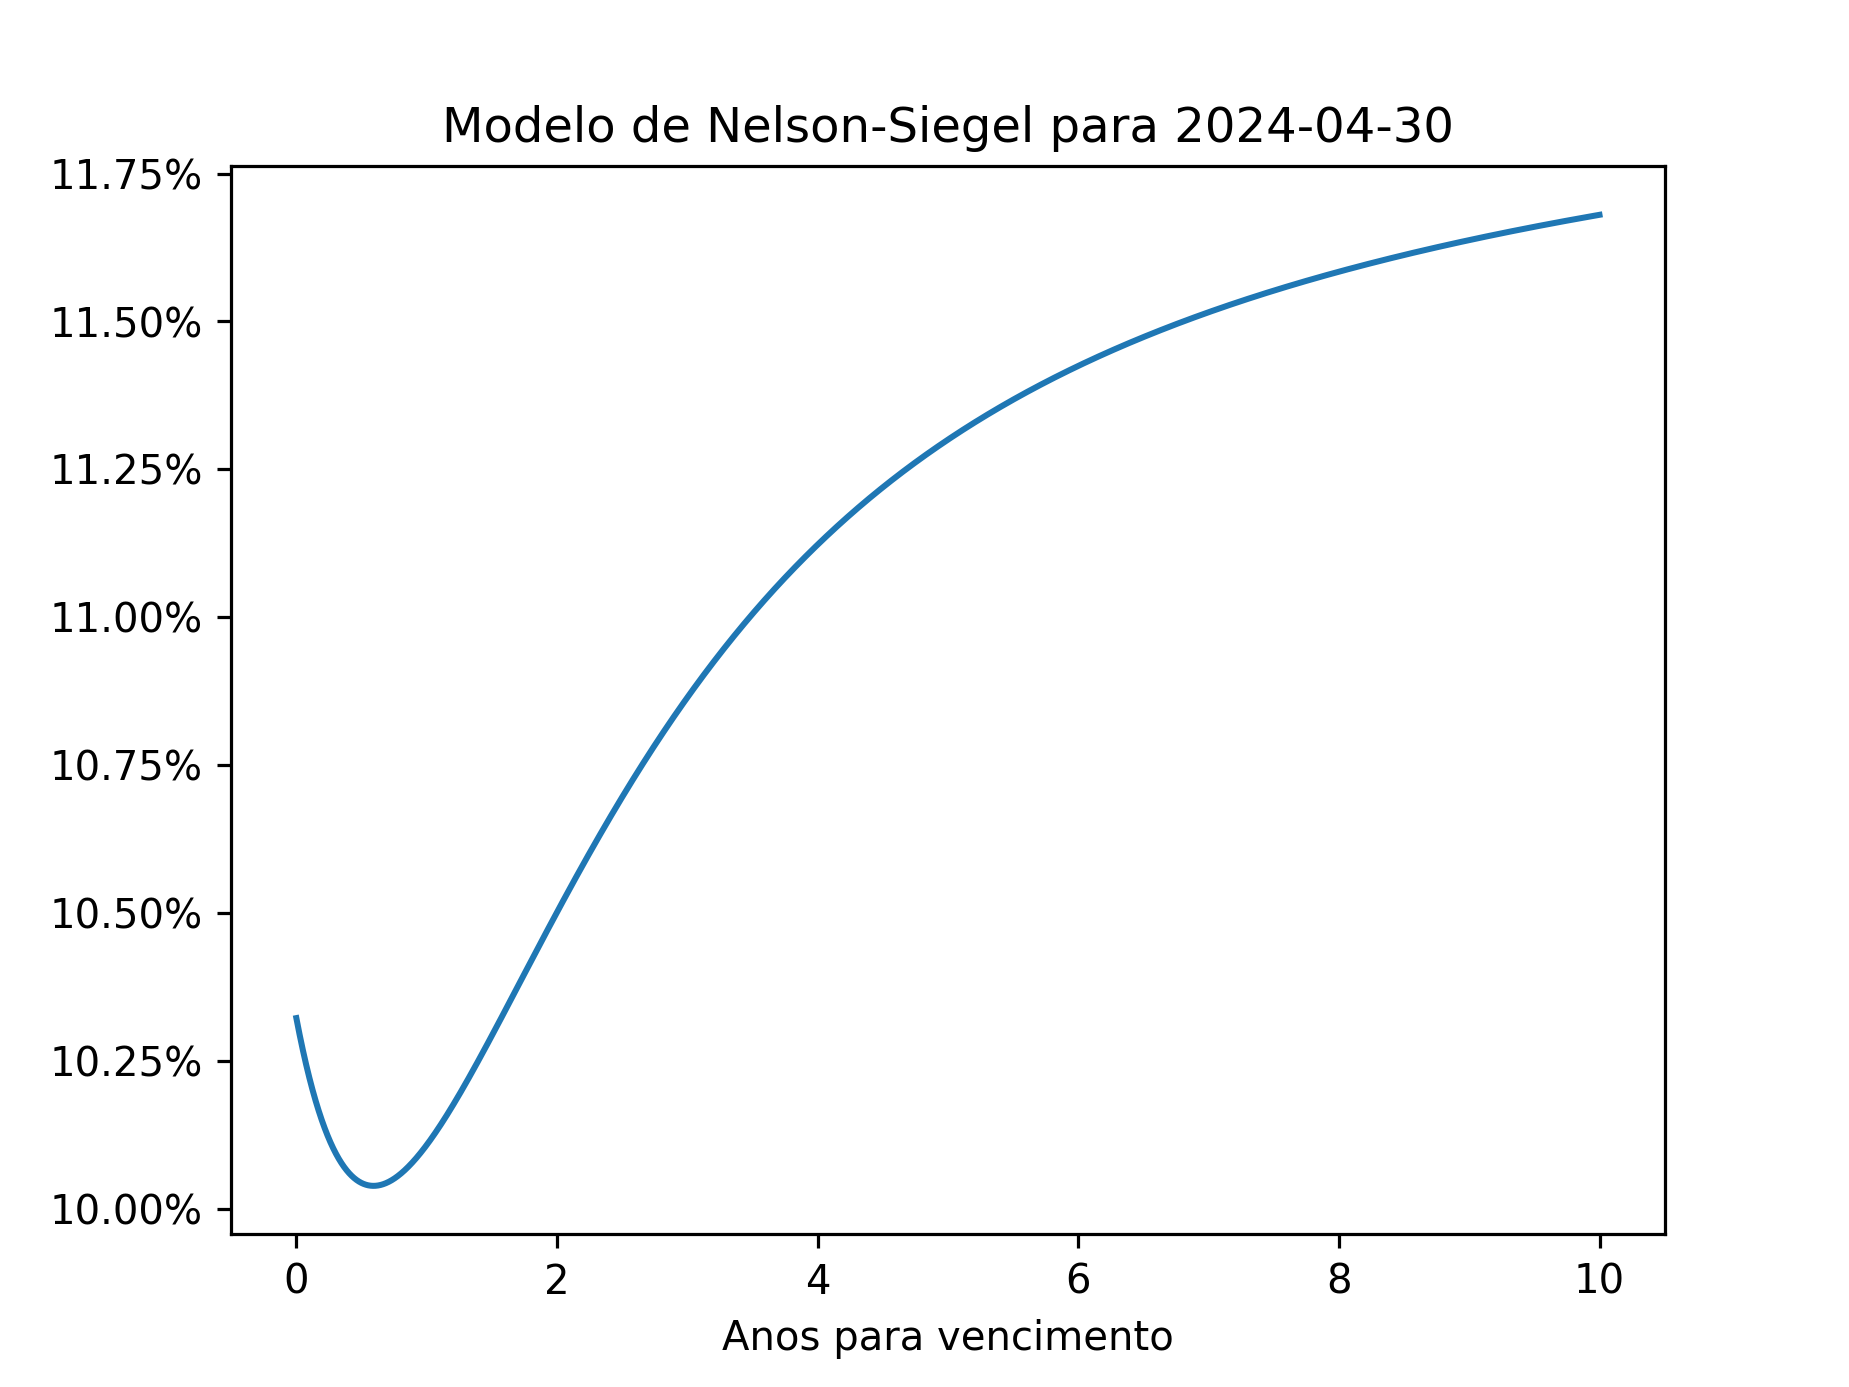 Modelo de Nelson-Siegel para 2024-04-30
11.75%
11.50%
11.25%
11.00%
10.75%
10.50%
10.25%
10.00%
0 2 4 6 8 10
Anos para vencimento